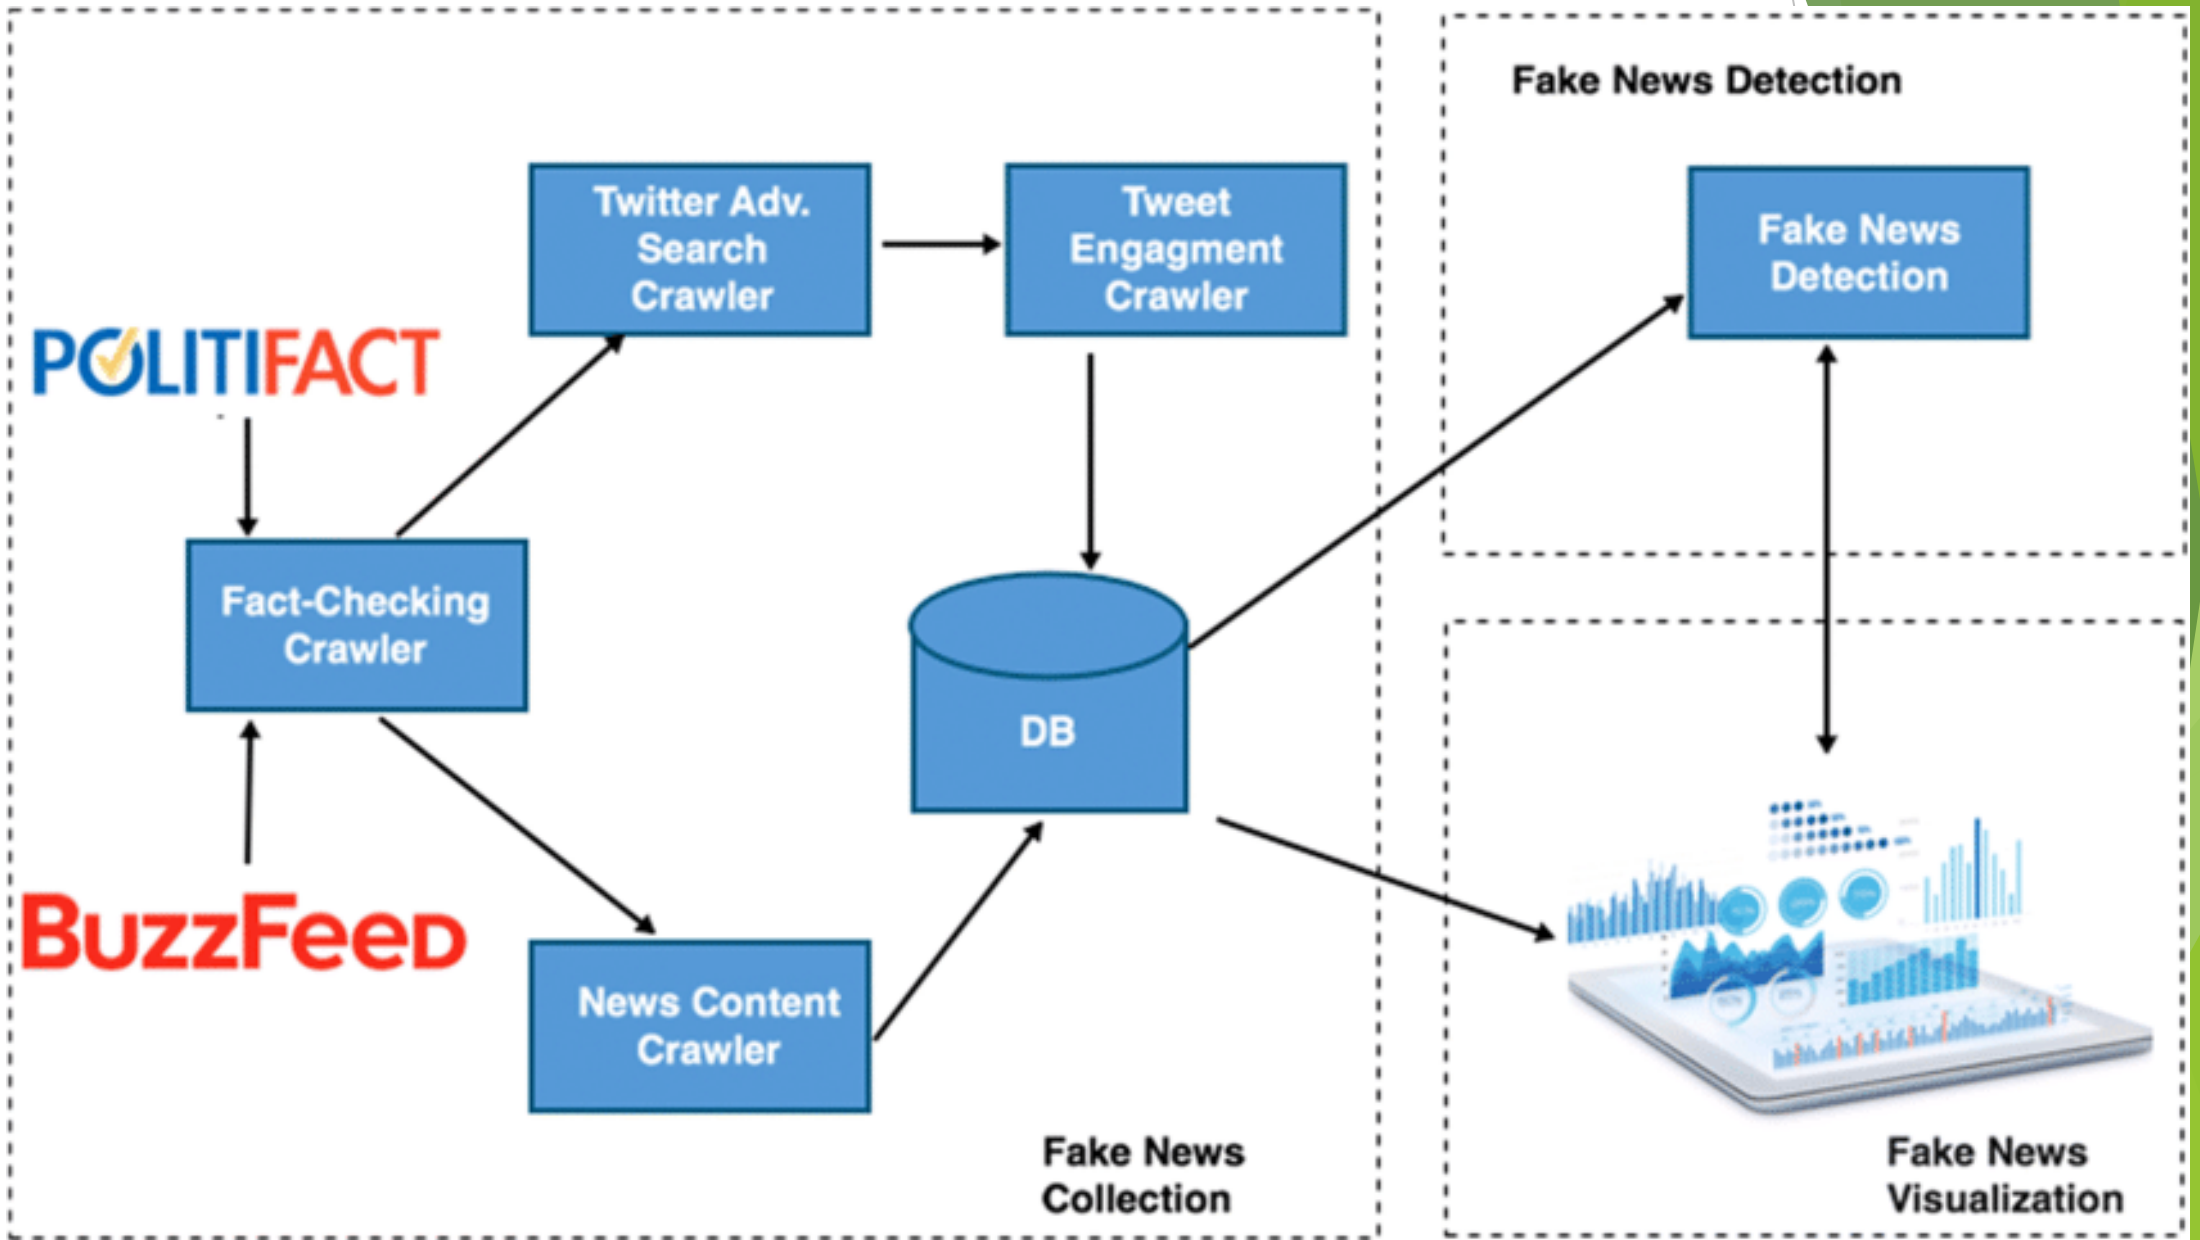 Fake News Detection
Twitter Adv.
Search
Crawler
Tweet
Engagment
Crawler
Fake News
Detection
POLITIFACT
Fact-Checking
Crawler
DB
BUZZFEED
News Content
Crawler
Fake News
Collection
Fake News
Visualization